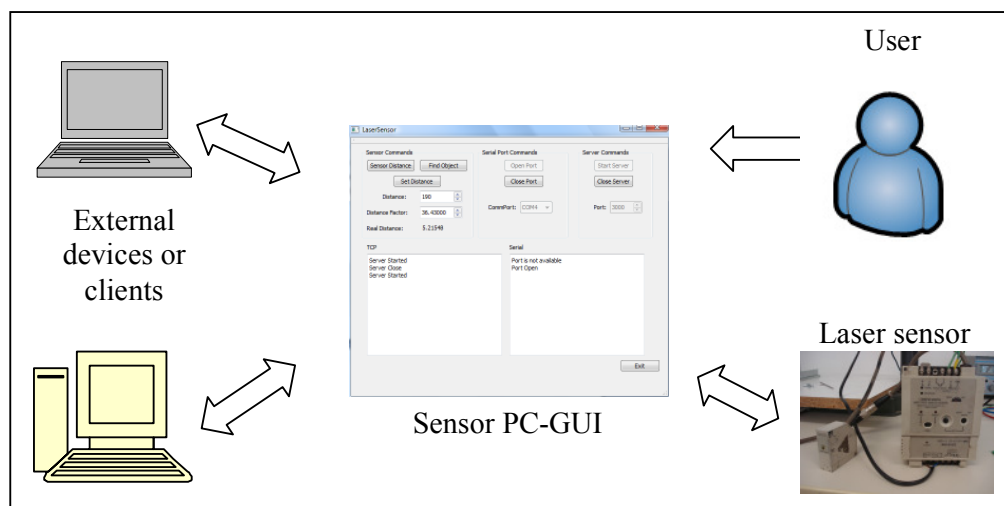 User
LaserSensor
Sensor Commands
Serial Port Commands
Server Commands
Sensor Distance
Find Object
Open Port
Start Server
Set Distance
Close Port
Close Server
Distance:
190
Distance Factor:
36.43000
CommPort:
COM4
Port:
2000
Real Distance:
5.21548
TCP
Serial
Server Started
Server Close
Server Started
Port is not available
Port Open
Exit
External
devices or
clients
Laser sensor
Sensor PC-GUI